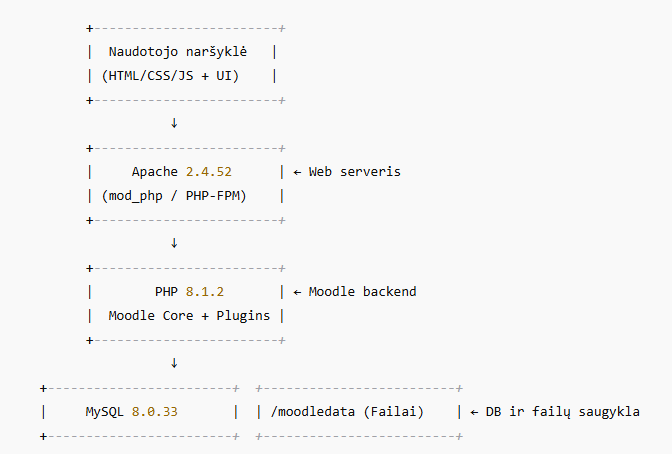 Naudotojo naršyklė
(HTML/CSS/JS + UI)
↓
Apache 2.4.52 ← Web serveris
(mod_php / PHP-FPM)
↓
PHP 8.1.2 ← Moodle backend
Moodle Core + Plugins
↓
MySQL 8.0.33 /moodledata (Failai) ← DB ir failų saugykla